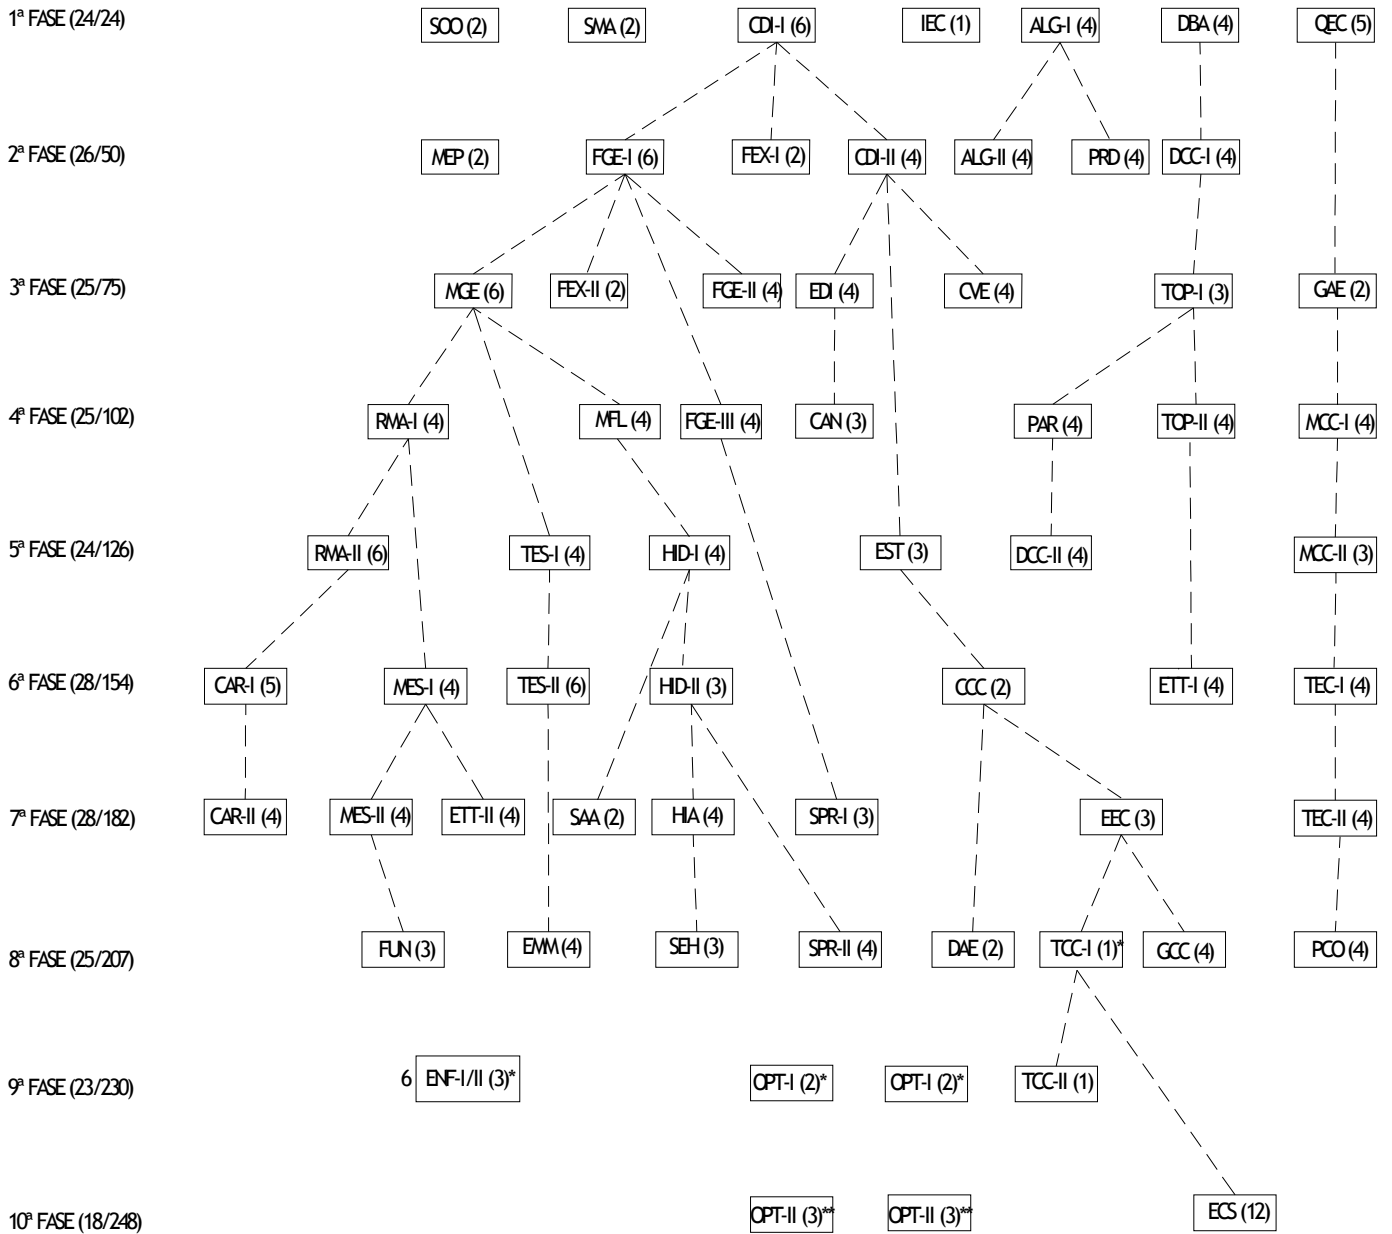 1ª FASE (24/24) SOO (2) SMA (2) CDI-I (6) IEC (1) ALG-I (4) DBA (4) QEC (5)
2ª FASE (26/50) MEP (2) FGE-I (6) FEX-I (2) CDI-II (4) ALG-II (4) PRD (4) DCC-I (4)
3ª FASE (25/75) MGE (6) FEX-II (2) FGE-II (4) EDI (4) CVE (4) TOP-I (3) GAE (2)
4ª FASE (25/102) RMA-I (4) MFL (4) FGE-III (4) CAN (3) PAR (4) TOP-II (4) MCC-I (4)
5ª FASE (24/126) RMA-II (6) TES-I (4) HID-I (4) EST (3) DCC-II (4) MCC-II (3)
6ª FASE (28/154) CAR-I (5) MES-I (4) TES-II (6) HID-II (3) CCC (2) ETT-I (4) TEC-I (4)
7ª FASE (28/182) CAR-II (4) MES-II (4) ETT-II (4) SAA (2) HIA (4) SPR-I (3) EEC (3) TEC-II (4)
8ª FASE (25/207) FUN (3) EMM (4) SEH (3) SPR-II (4) DAE (2) TCC-I (1)* GCC (4) PCO (4)
9ª FASE (23/230) 6 ENF-I/II (3)* OPT-I (2)* OPT-I (2)* TCC-II (1)
10ª FASE (18/248) OPT-II (3)** OPT-II (3)** ECS (12)